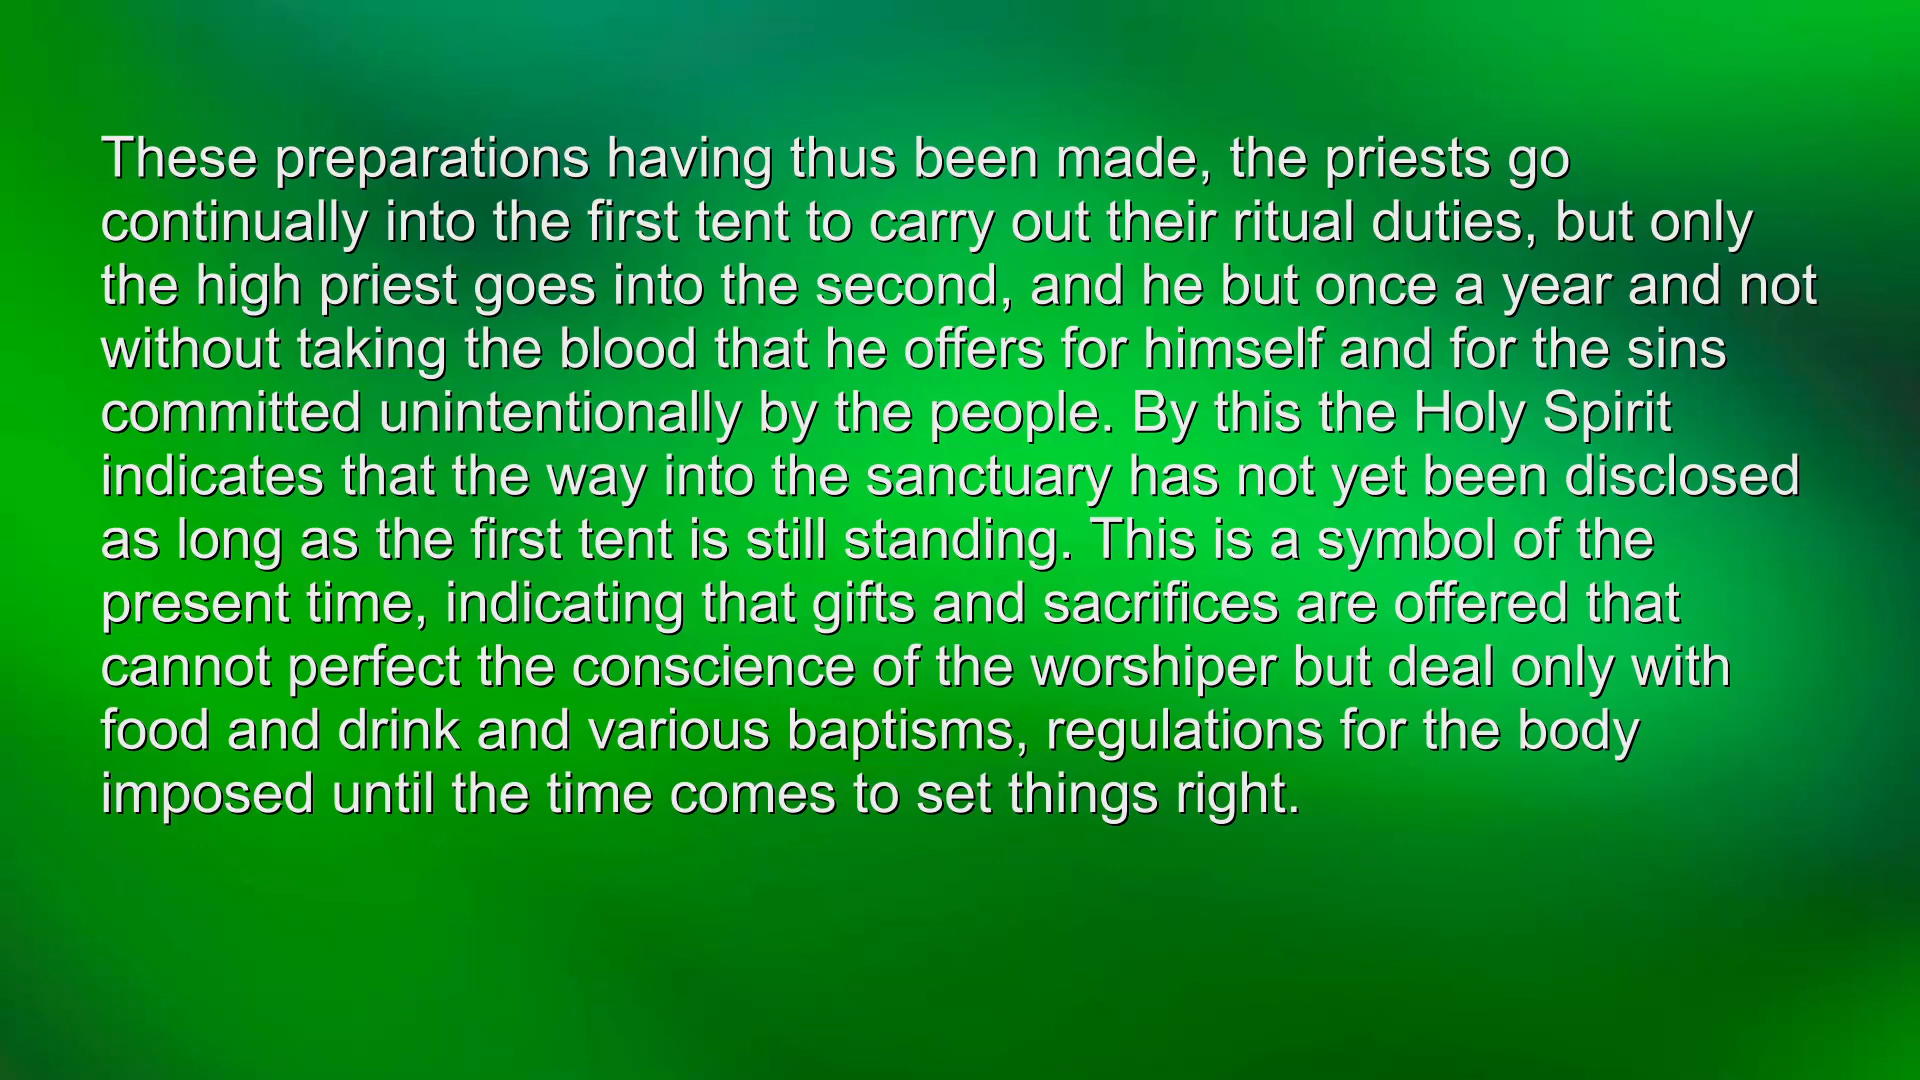 These preparations having thus been made, the priests go
continually into the first tent to carry out their ritual duties, but only
the high priest goes into the second, and he but once a year and not
without taking the blood that he offers for himself and for the sins
committed unintentionally by the people. By this the Holy Spirit
indicates that the way into the sanctuary has not yet been disclosed
as long as the first tent is still standing. This is a symbol of the
present time, indicating that gifts and sacrifices are offered that
cannot perfect the conscience of the worshiper but deal only with
food and drink and various baptisms, regulations for the body
imposed until the time comes to set things right.